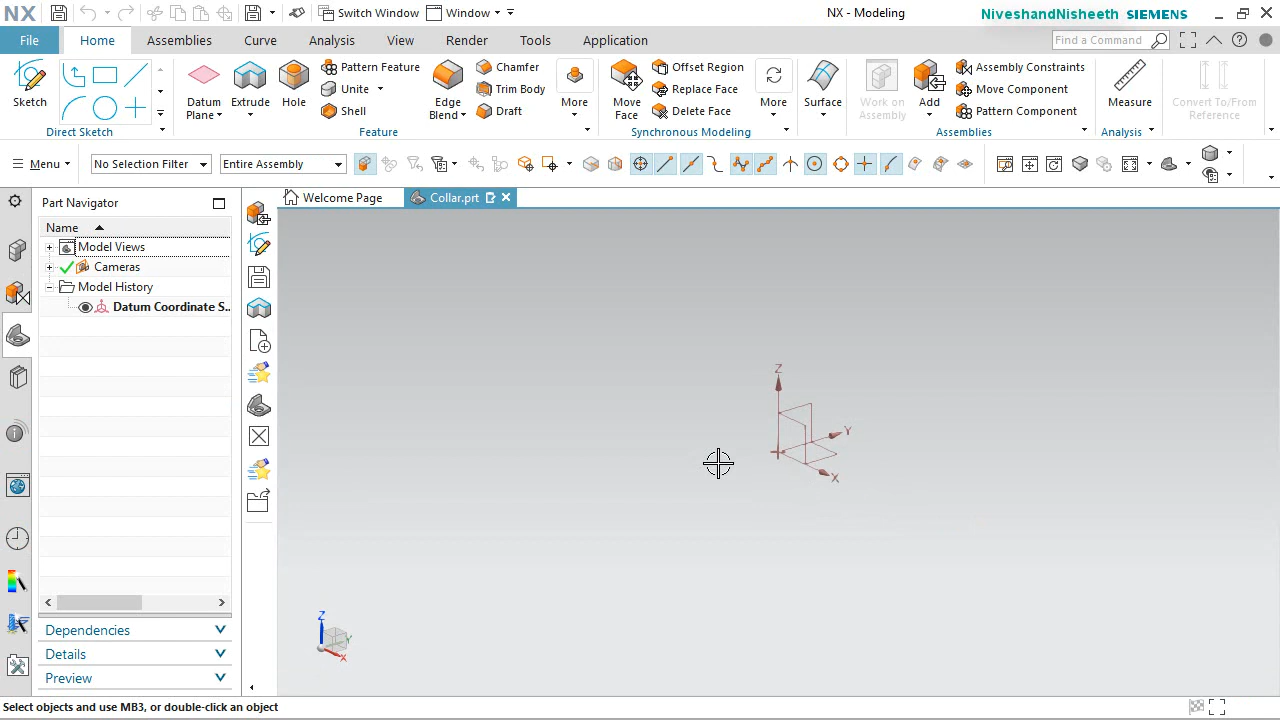 NX
Switch Window
Window
NX - Modeling
NiveshandNisheeth SIEMENS
File
Home
Assemblies
Curve
Analysis
View
Render
Tools
Application
Find a Command
Sketch
Direct Sketch
Datum Plane
Extrude
Hole
Pattern Feature
Unite
Shell
Edge Blend
Chamfer
Trim Body
Draft
More
Feature
Move Face
Offset Region
Replace Face
Delete Face
More
Synchronous Modeling
Surface
Work on Assembly
Add
Assembly Constraints
Move Component
Pattern Component
Assemblies
Measure
Analysis
Convert To/From Reference
Menu
No Selection Filter
Entire Assembly
Part Navigator
Welcome Page
Collar.prt
Name
Model Views
Cameras
Model History
Datum Coordinate S..
Z
Y
X
Z
Y
X
Dependencies
Details
Preview
Select objects and use MB3, or double-click an object